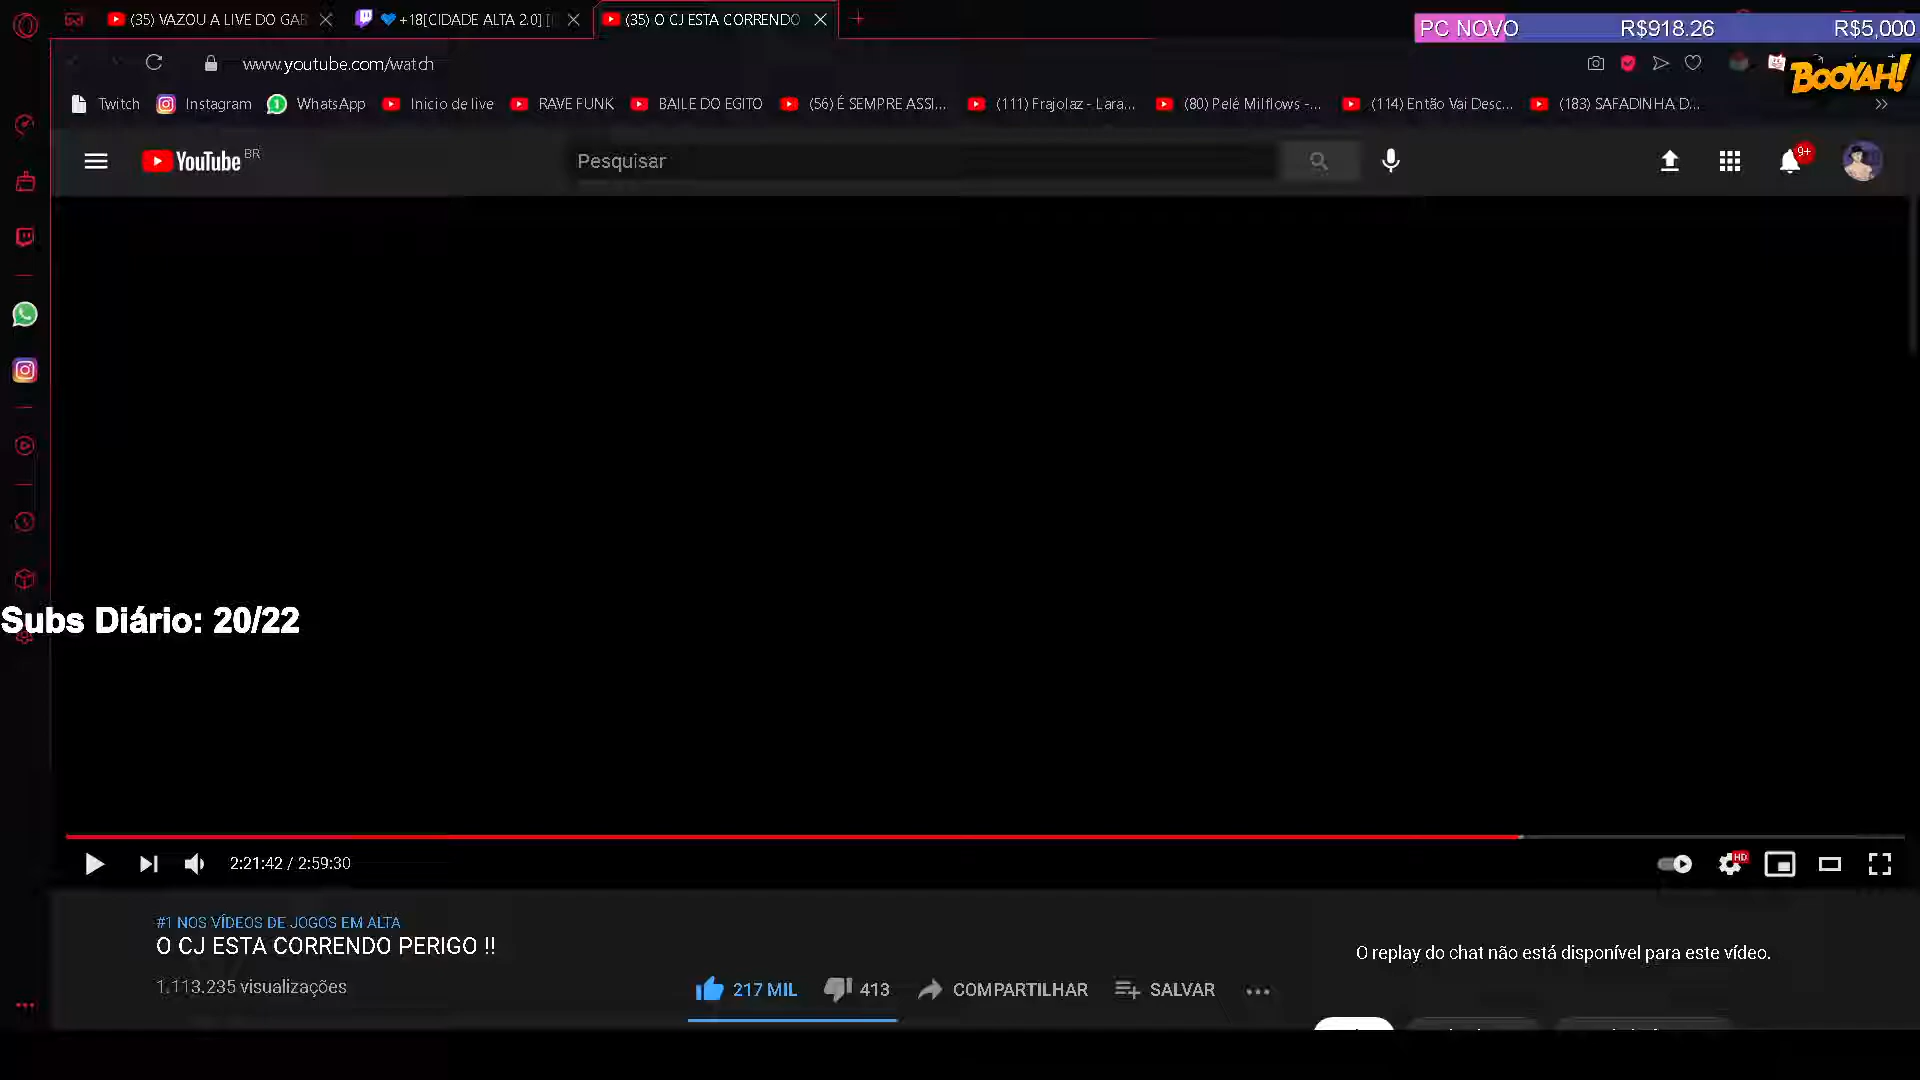 (35) VAZOU A LIVE DO GAB
+18[CIDADE ALTA 2.0] [
(35) O CJ ESTA CORRENDO
PC NOVO R$918.26 R$5,000
www.youtube.com/watch
BOOYAH!
Twitch Instagram WhatsApp Inicio de live RAVE FUNK BAILE DO EGITO (56) É SEMPRE ASSI... (111) Frajolaz - Lara... (80) Pelé Milflows -... (114) Então Vai Desc... (183) SAFADINHA D...
YouTube BR
Pesquisar
9+
Subs Diário: 20/22
2:21:42 / 2:59:30
HD
#1 NOS VÍDEOS DE JOGOS EM ALTA
O CJ ESTA CORRENDO PERIGO !!
O replay do chat não está disponível para este vídeo.
1.113.235 visualizações
217 MIL 413 COMPARTILHAR SALVAR